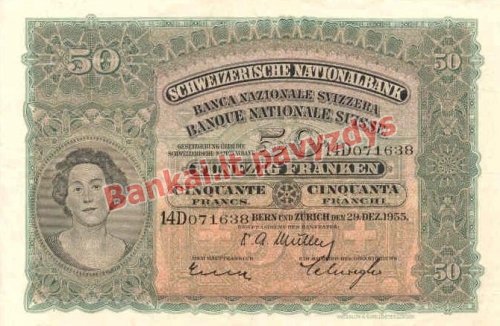 50
SCHWEIZERISCHE NATIONALBANK
BANCA NAZIONALE SVIZZERA
BANQUE NATIONALE SUISSE
50
14D071638
FÜNFZIG FRANKEN
CINQUANTE CINQUANTA
FRANCS. FRANCHI
14D071638 BERN UND ZÜRICH DEN 29. DEZ. 1955.
50
50
pavyzdys